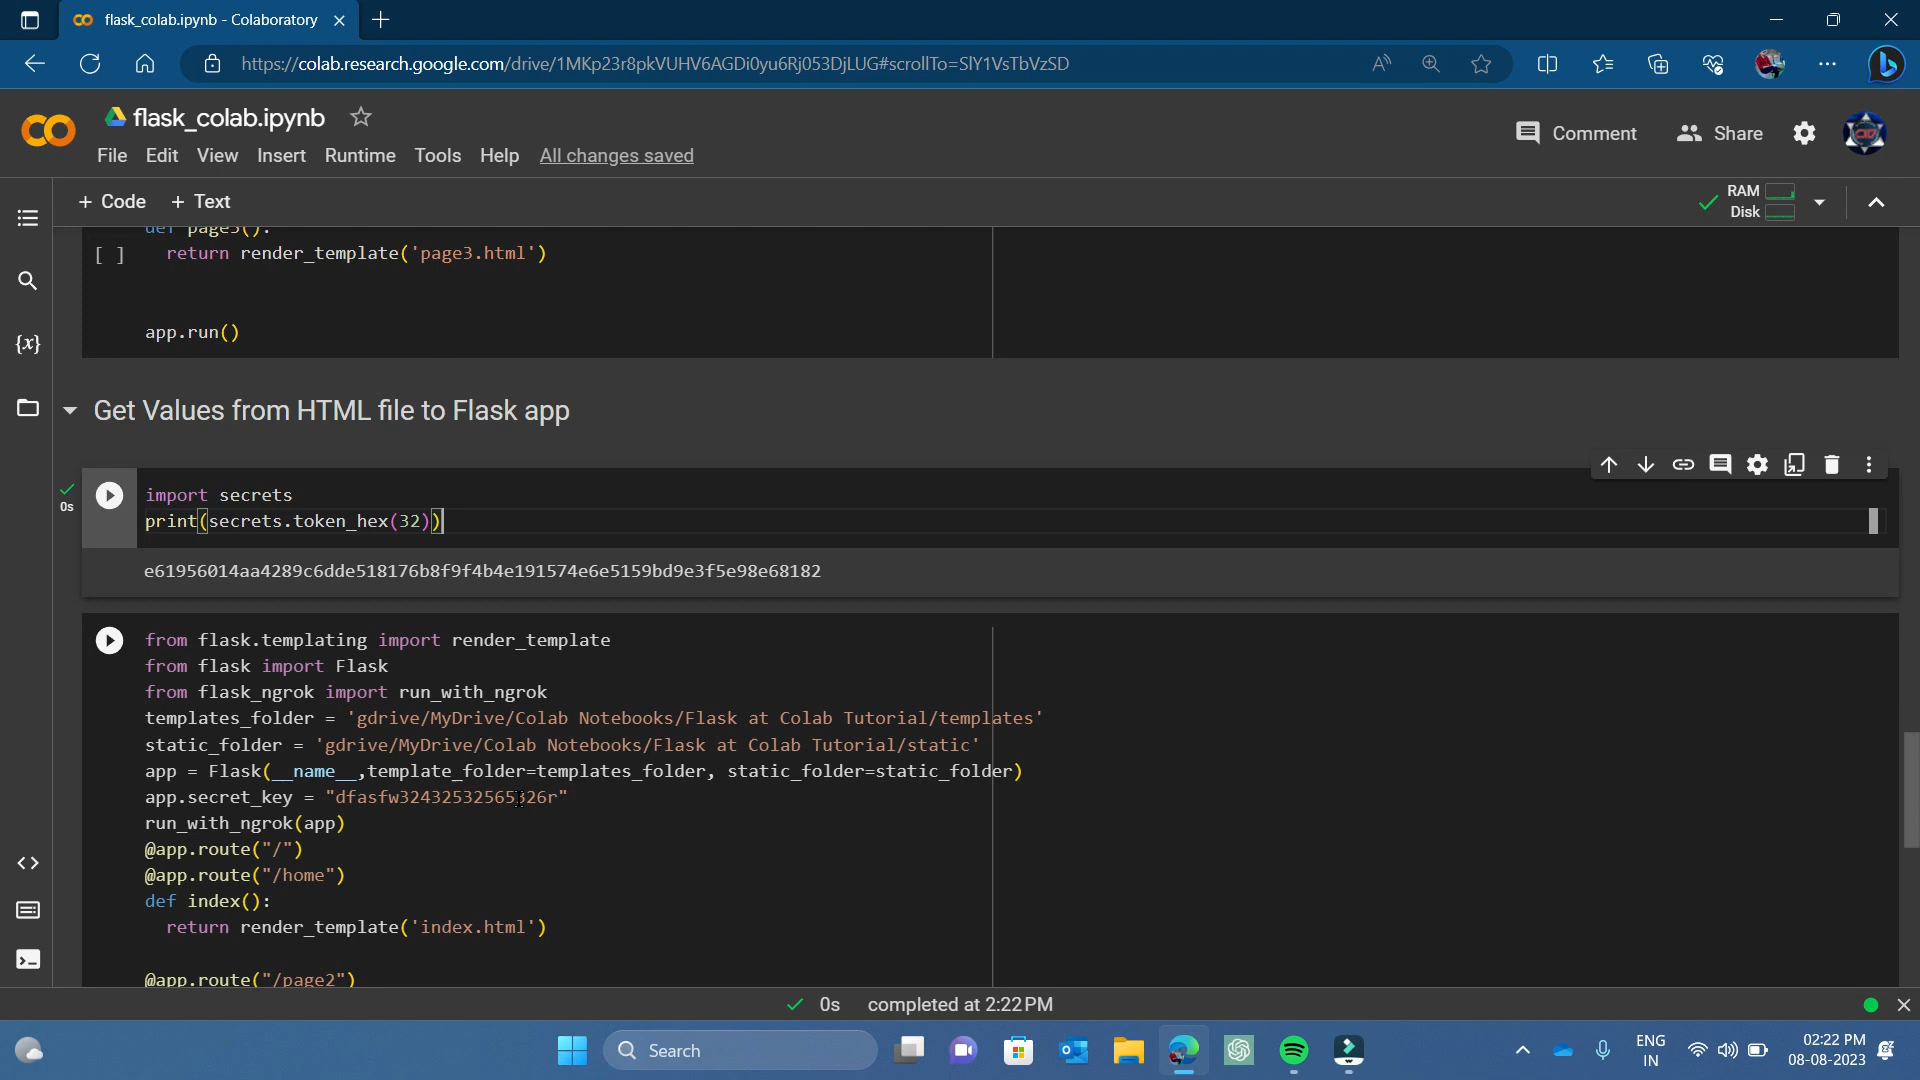 flask_colab.ipynb - Colaboratory
https://colab.research.google.com/drive/1MKp23r8pkVUHV6AGDi0yu6Rj053DjLUG#scrollTo=SlY1VsTbVzSD
flask_colab.ipynb
Comment
Share
File Edit View Insert Runtime Tools Help All changes saved
+ Code + Text
RAM
Disk
def page3():
[ ] return render_template('page3.html')
app.run()
Get Values from HTML file to Flask app
0s
import secrets
print(secrets.token_hex(32))
e61956014aa4289c6dde518176b8f9f4b4e191574e6e5159bd9e3f5e98e68182
from flask.templating import render_template
from flask import Flask
from flask_ngrok import run_with_ngrok
templates_folder = 'gdrive/MyDrive/Colab Notebooks/Flask at Colab Tutorial/templates'
static_folder = 'gdrive/MyDrive/Colab Notebooks/Flask at Colab Tutorial/static'
app = Flask(__name__,template_folder=templates_folder, static_folder=static_folder)
app.secret_key = "dfasfw32432532565326r"
run_with_ngrok(app)
@app.route("/")
@app.route("/home")
def index():
return render_template('index.html')
@app.route("/page2")
0s completed at 2:22 PM
Search
ENG
IN
02:22 PM
08-08-2023